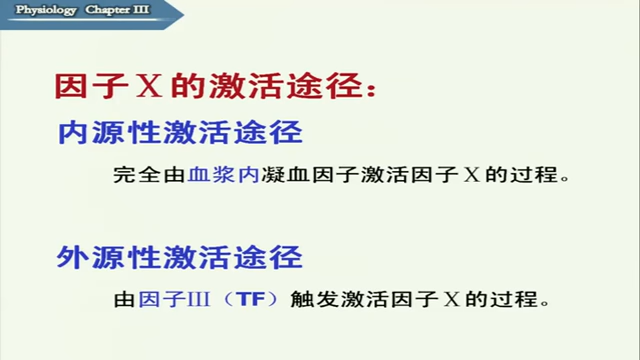 Physiology Chapter III
因子Ⅹ的激活途径：
内源性激活途径
完全由血浆内凝血因子激活因子Ⅹ的过程。
外源性激活途径
由因子Ⅲ（TF）触发激活因子Ⅹ的过程。